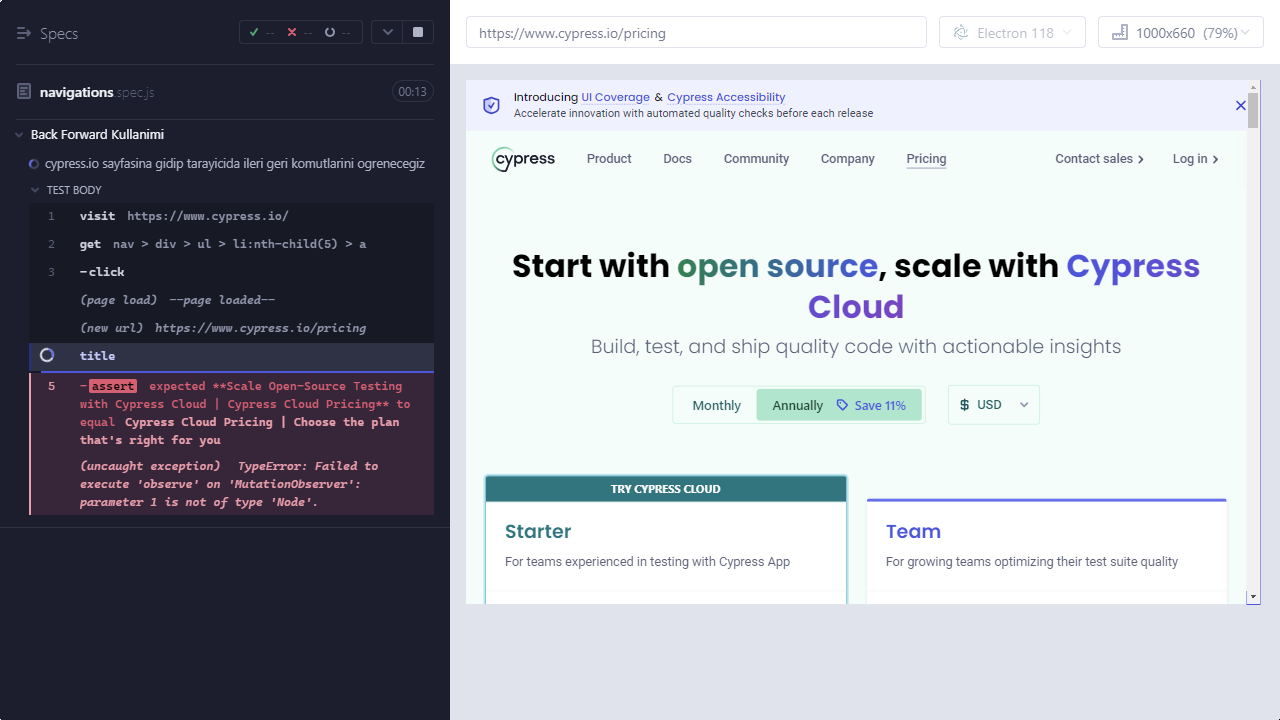 Specs
--
--
--
navigations.spec.js
00:13
Back Forward Kullanimi
cypress.io sayfasina gidip tarayicida ileri geri komutlarini ogrenecegiz
TEST BODY
1 visit https://www.cypress.io/
2 get nav > div > ul > li:nth-child(5) > a
3 -click
(page load) --page loaded--
(new url) https://www.cypress.io/pricing
title
5 -assert expected **Scale Open-Source Testing
with Cypress Cloud | Cypress Cloud Pricing** to
equal Cypress Cloud Pricing | Choose the plan
that's right for you
(uncaught exception) TypeError: Failed to
execute 'observe' on 'MutationObserver':
parameter 1 is not of type 'Node'.
https://www.cypress.io/pricing
Electron 118
1000x660 (79%)
Introducing UI Coverage & Cypress Accessibility
Accelerate innovation with automated quality checks before each release
cypress
Product
Docs
Community
Company
Pricing
Contact sales
Log in
Start with open source, scale with Cypress
Cloud
Build, test, and ship quality code with actionable insights
Monthly
Annually
Save 11%
$ USD
TRY CYPRESS CLOUD
Starter
For teams experienced in testing with Cypress App
Team
For growing teams optimizing their test suite quality